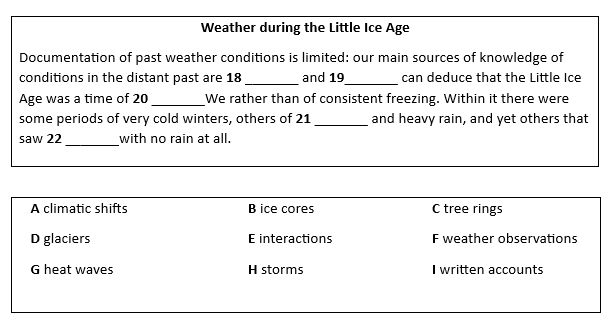 Weather during the Little Ice Age
Documentation of past weather conditions is limited: our main sources of knowledge of
conditions in the distant past are 18 ________ and 19________ can deduce that the Little Ice
Age was a time of 20 ________We rather than of consistent freezing. Within it there were
some periods of very cold winters, others of 21 ________ and heavy rain, and yet others that
saw 22 ________with no rain at all.
A climatic shifts B ice cores C tree rings
D glaciers E interactions F weather observations
G heat waves H storms I written accounts